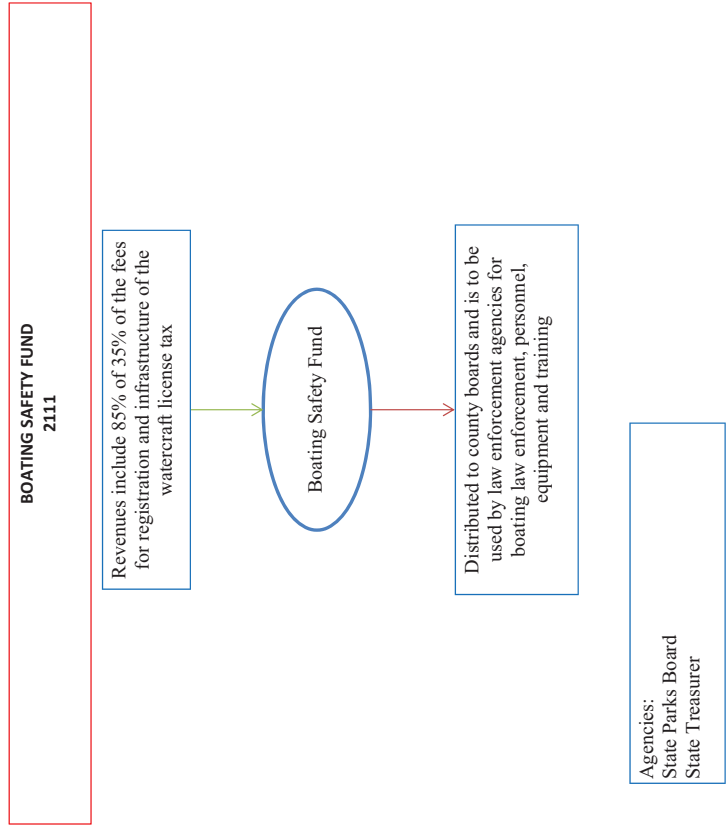 BOATING SAFETY FUND
2111
Revenues include 85% of 35% of the fees
for registration and infrastructure of the
watercraft license tax
Boating Safety Fund
Distributed to county boards and is to be
used by law enforcement agencies for
boating law enforcement, personnel,
equipment and training
Agencies:
State Parks Board
State Treasurer